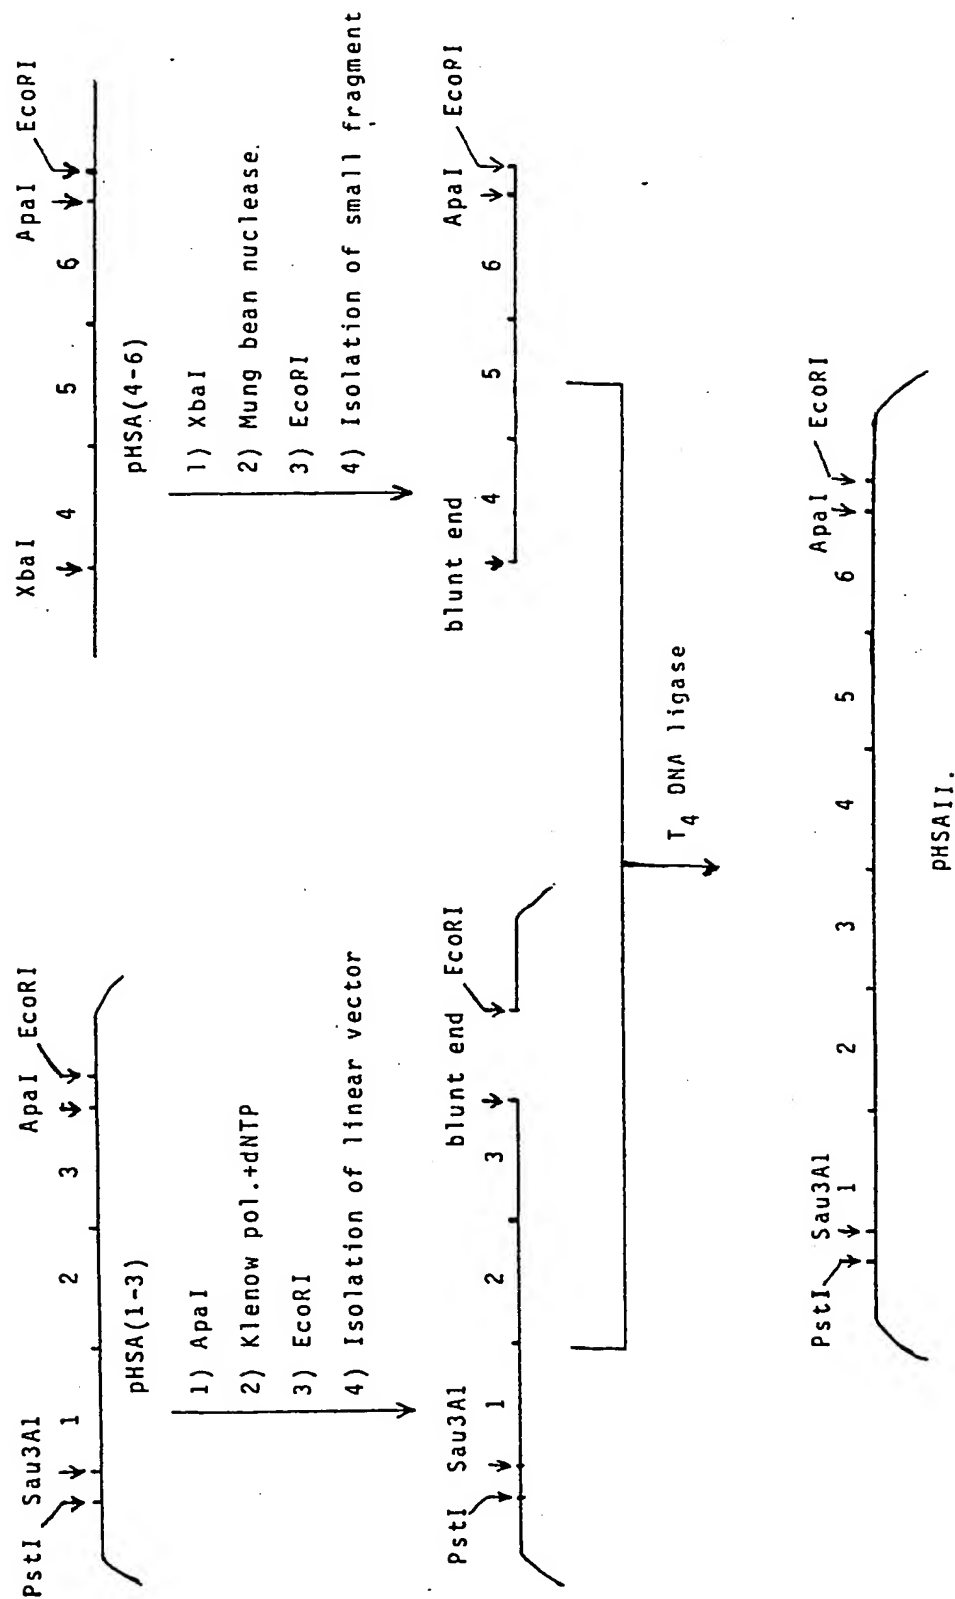 PstI Sau3A1 ApaI EcoRI
1 2 3
pHSA(1-3)
1) ApaI
2) Klenow pol.+dNTP
3) EcoRI
4) Isolation of linear vector
XbaI ApaI EcoRI
4 5 6
pHSA(4-6)
1) XbaI
2) Mung bean nuclease.
3) EcoRI
4) Isolation of small fragment
PstI Sau3A1 blunt end EcoRI
1 2 3
blunt end ApaI EcoRI
4 5 6
T4 DNA ligase
PstI Sau3A1 ApaI EcoRI
1 2 3 4 5 6
pHSAII.